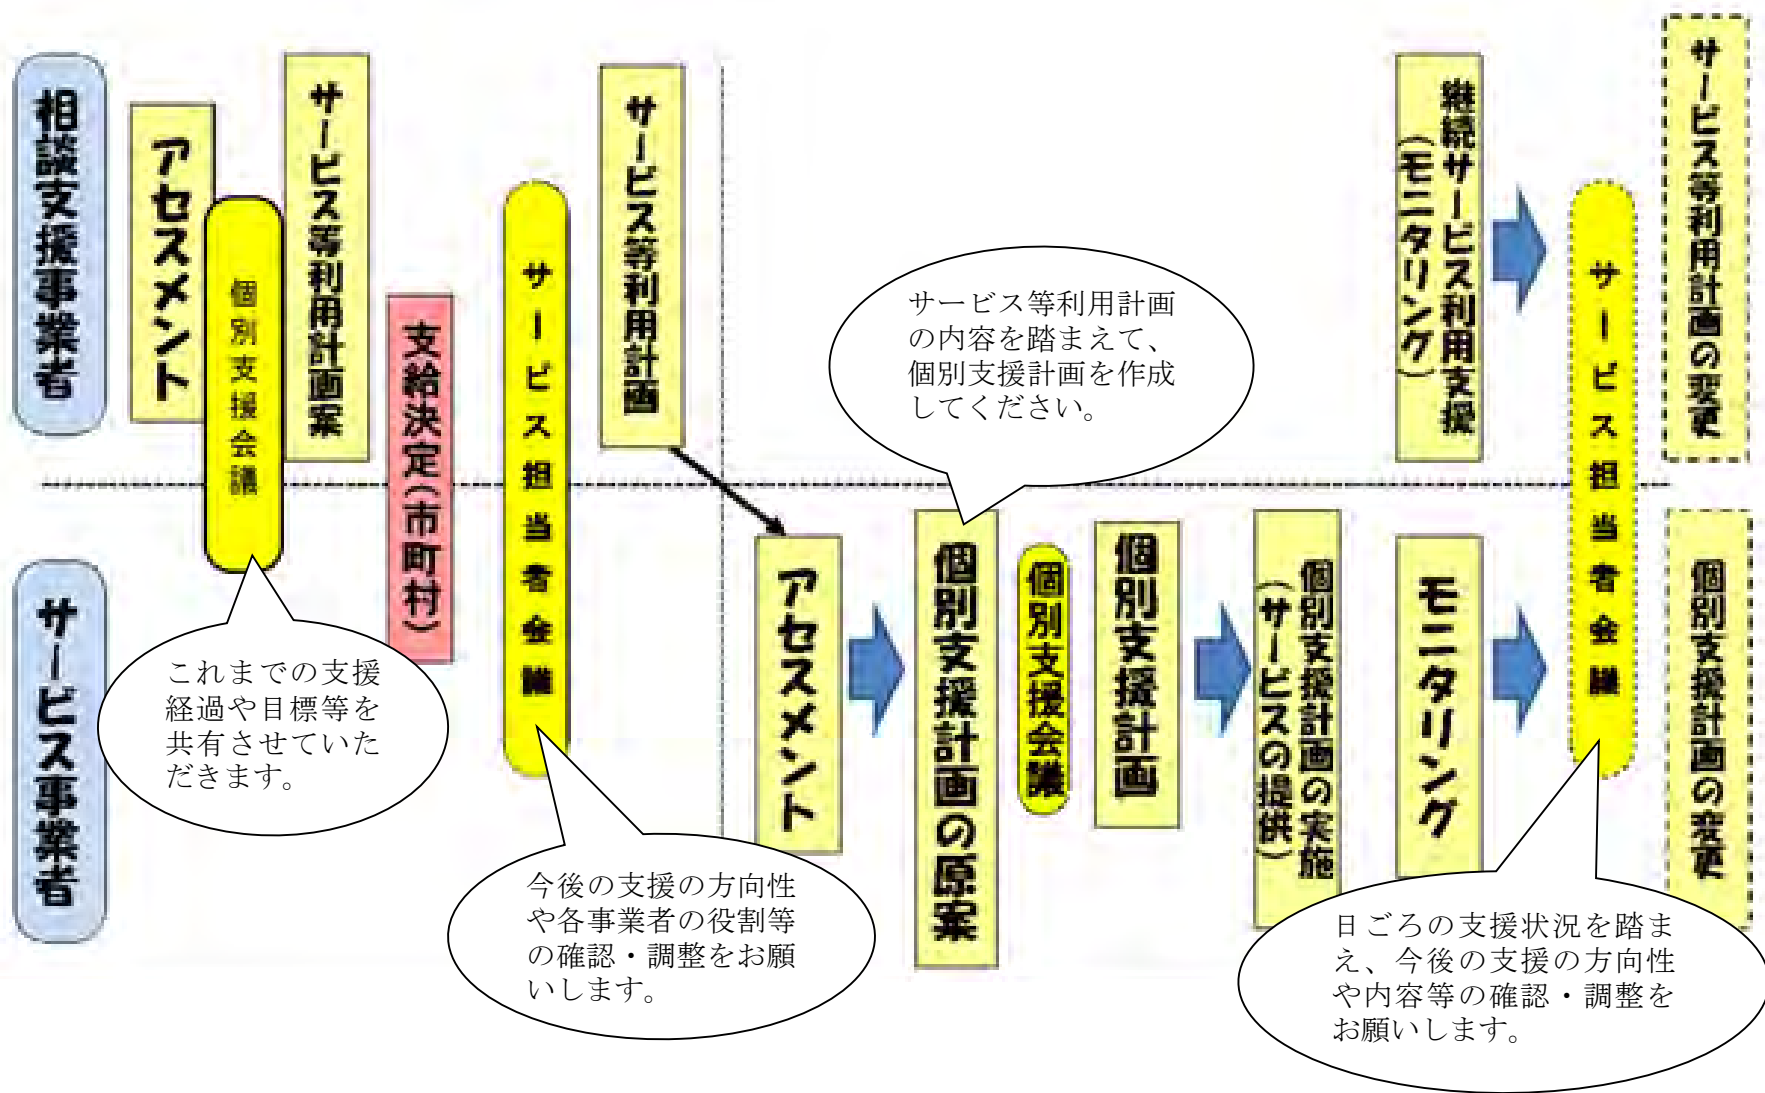 相談支援事業者
アセスメント
個別支援会議
サービス等利用計画案
支給決定(市町村)
サービス担当者会議
サービス等利用計画
継続サービス利用支援
(モニタリング)
サービス担当者会議
サービス等利用計画の変更
サービス等利用計画
の内容を踏まえて、
個別支援計画を作成
してください。
サービス事業者
これまでの支援
経過や目標等を
共有させていた
だきます。
今後の支援の方向性
や各事業者の役割等
の確認・調整をお願
いします。
アセスメント
個別支援計画の原案
個別支援会議
個別支援計画
個別支援計画の実施
(サービスの提供)
モニタリング
個別支援計画の変更
日ごろの支援状況を踏ま
え、今後の支援の方向性
や内容等の確認・調整を
お願いします。